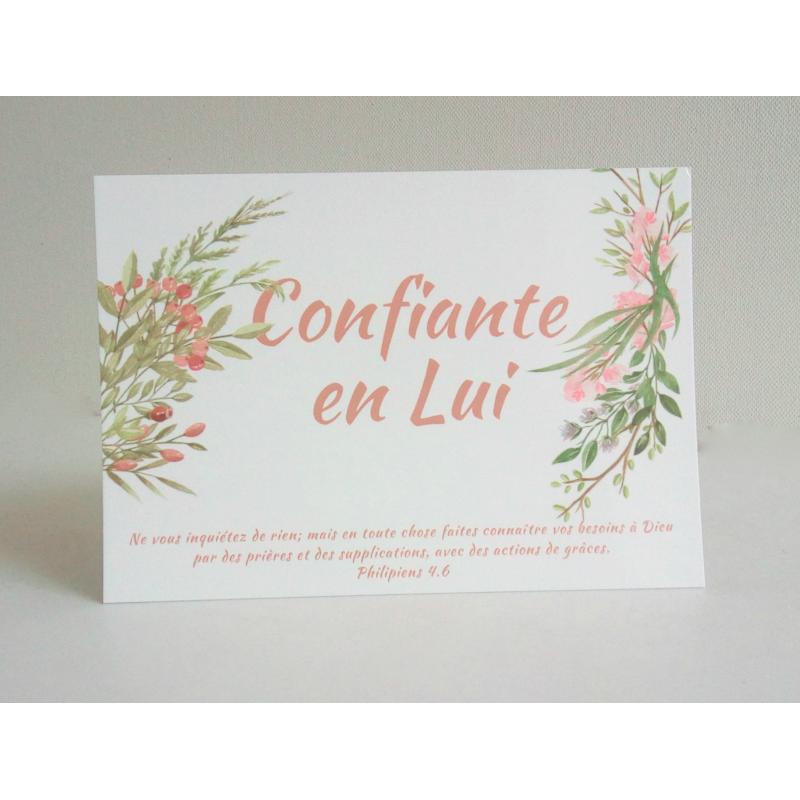 Confiante
en Lui
Ne vous inquiétez de rien; mais en toute chose faites connaître vos besoins à Dieu
par des prières et des supplications, avec des actions de grâces.
Philipiens 4.6